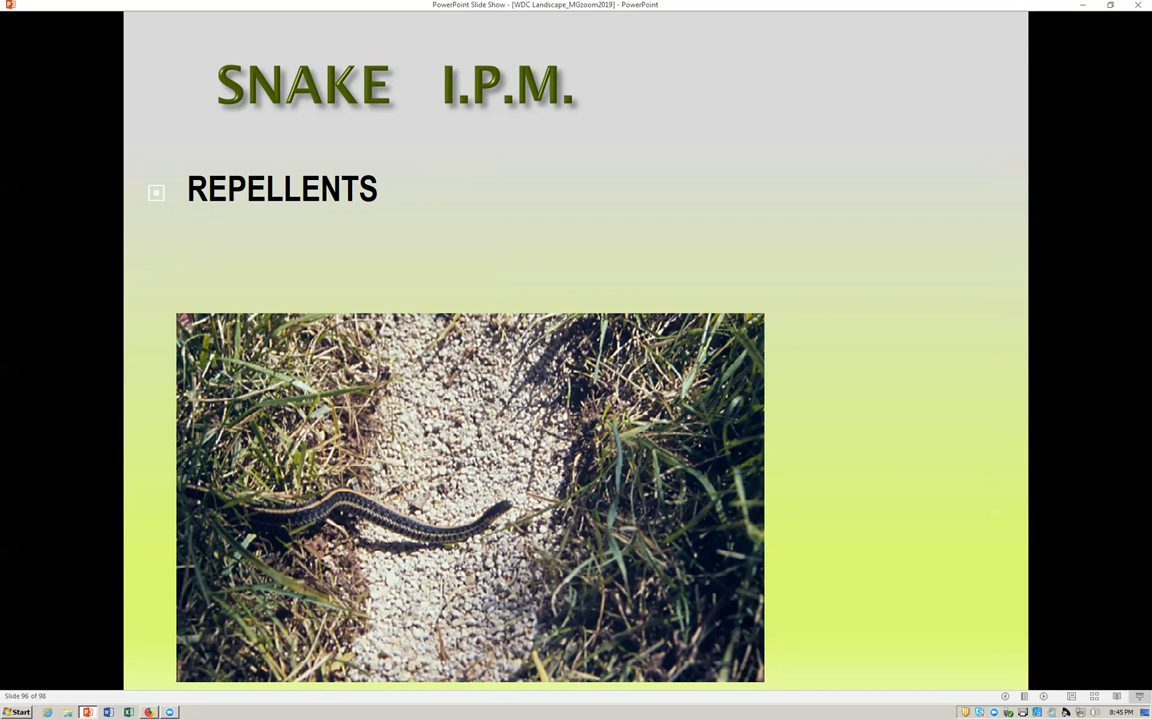 PowerPoint Slide Show - [WDC Landscape_MGzoom2019] - PowerPoint
SNAKE I.P.M.
REPELLENTS
Slide 96 of 98
Start
8:45 PM